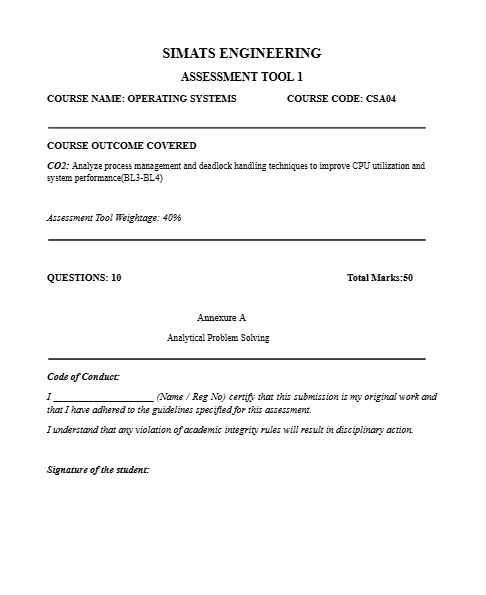 SIMATS ENGINEERING
ASSESSMENT TOOL 1
COURSE NAME: OPERATING SYSTEMS COURSE CODE: CSA04
COURSE OUTCOME COVERED
CO2: Analyze process management and deadlock handling techniques to improve CPU utilization and
system performance(BL3-BL4)
Assessment Tool Weightage: 40%
QUESTIONS: 10 Total Marks:50
Annexure A
Analytical Problem Solving
Code of Conduct:
I ____________________ (Name / Reg No) certify that this submission is my original work and
that I have adhered to the guidelines specified for this assessment.
I understand that any violation of academic integrity rules will result in disciplinary action.
Signature of the student: